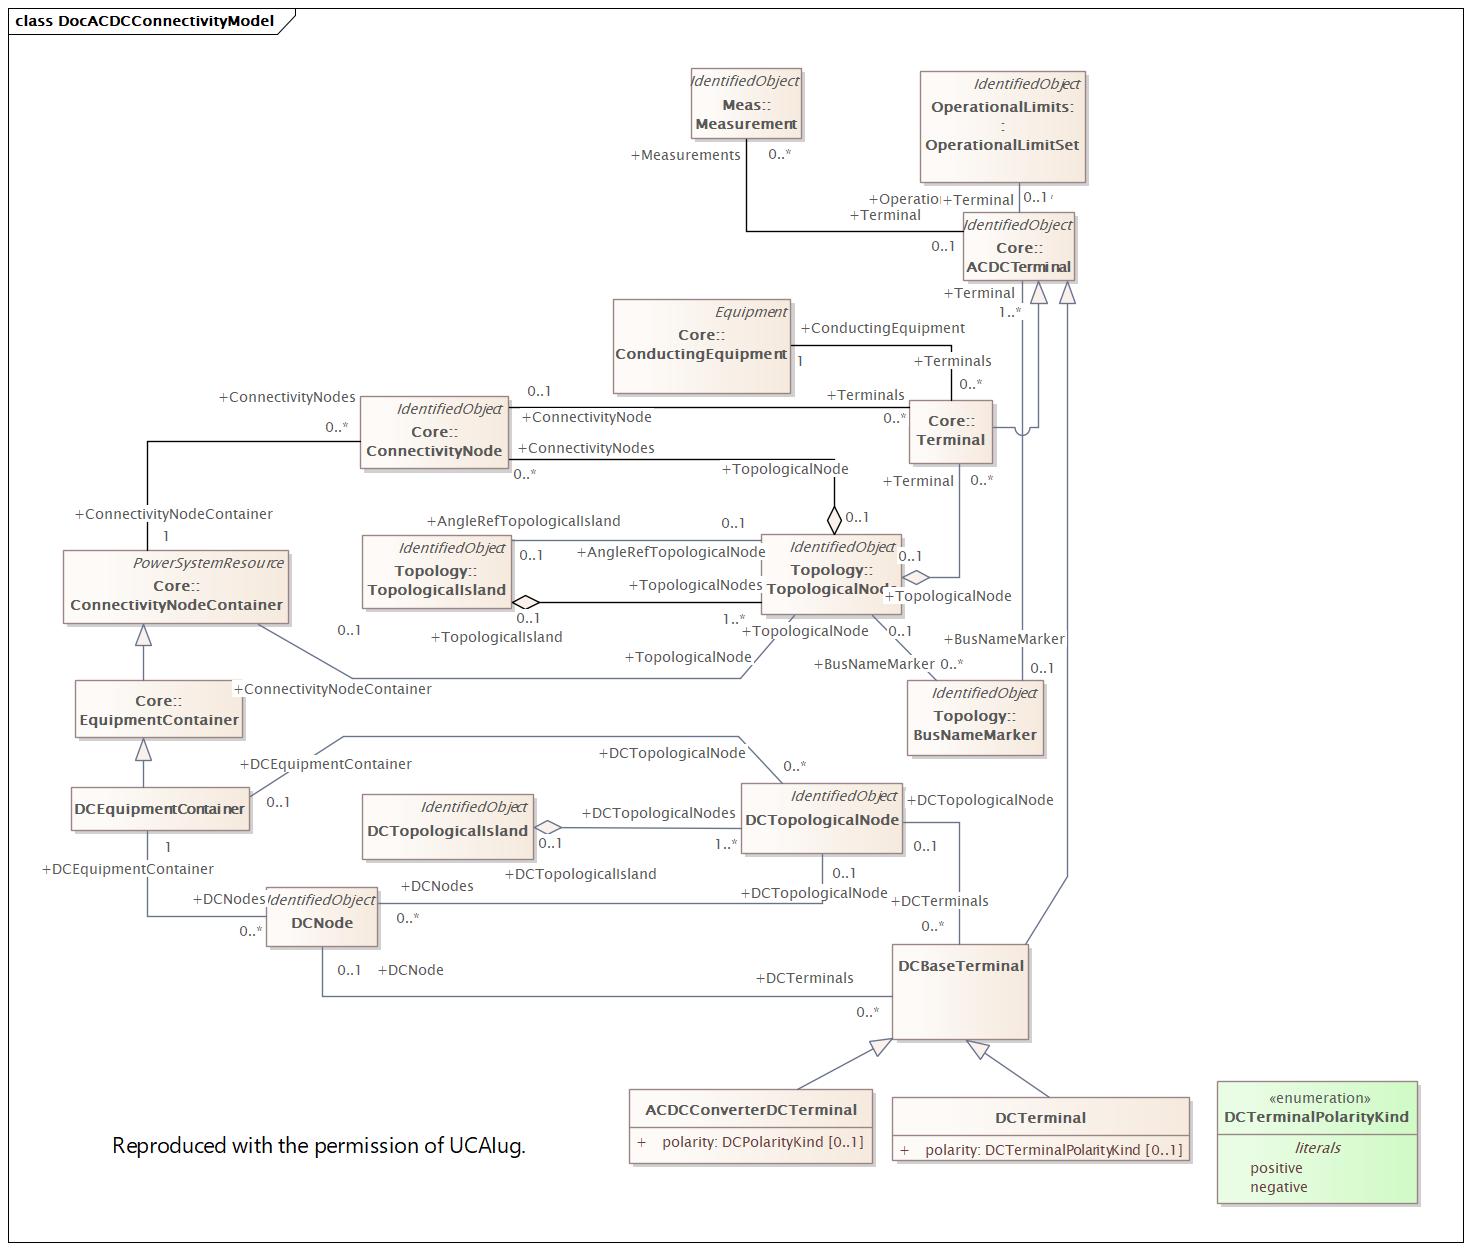 class DocACDCConnectivityModel
IdentifiedObject
Meas::
Measurement
IdentifiedObject
OperationalLimits:
:
OperationalLimitSet
+Measurements
0..*
+Operatio
+Terminal
0..1
+Terminal
0..1
IdentifiedObject
Core::
ACDCTerminal
+Terminal
1..*
Equipment
Core::
ConductingEquipment
+ConductingEquipment
1
+Terminals
0..*
+ConnectivityNodes
0..*
IdentifiedObject
Core::
ConnectivityNode
0..1
+ConnectivityNode
+Terminals
0..*
Core::
Terminal
+ConnectivityNodes
0..*
+TopologicalNode
0..1
+Terminal
0..*
+ConnectivityNodeContainer
1
PowerSystemResource
Core::
ConnectivityNodeContainer
+AngleRefTopologicalIsland
0..1
IdentifiedObject
Topology::
TopologicalIsland
0..1
+AngleRefTopologicalNode
IdentifiedObject
Topology::
TopologicalNode
0..1
+TopologicalNode
+TopologicalNodes
0..1
1..*
+TopologicalIsland
0..1
+TopologicalNode
0..1
+TopologicalNode
+BusNameMarker
0..*
+BusNameMarker
0..1
+ConnectivityNodeContainer
Core::
EquipmentContainer
IdentifiedObject
Topology::
BusNameMarker
+DCEquipmentContainer
0..1
+DCTopologicalNode
0..*
DCEquipmentContainer
IdentifiedObject
DCTopologicalIsland
0..1
+DCTopologicalNodes
1..*
+DCTopologicalIsland
IdentifiedObject
DCTopologicalNode
+DCTopologicalNode
0..1
1
+DCEquipmentContainer
+DCNodes
0..*
IdentifiedObject
DCNode
+DCNodes
0..*
0..1
+DCTopologicalNode
+DCTerminals
0..*
0..1
+DCNode
+DCTerminals
0..*
DCBaseTerminal
ACDCConverterDCTerminal
+ polarity: DCPolarityKind [0..1]
DCTerminal
+ polarity: DCTerminalPolarityKind [0..1]
«enumeration»
DCTerminalPolarityKind
literals
positive
negative
Reproduced with the permission of UCAIug.